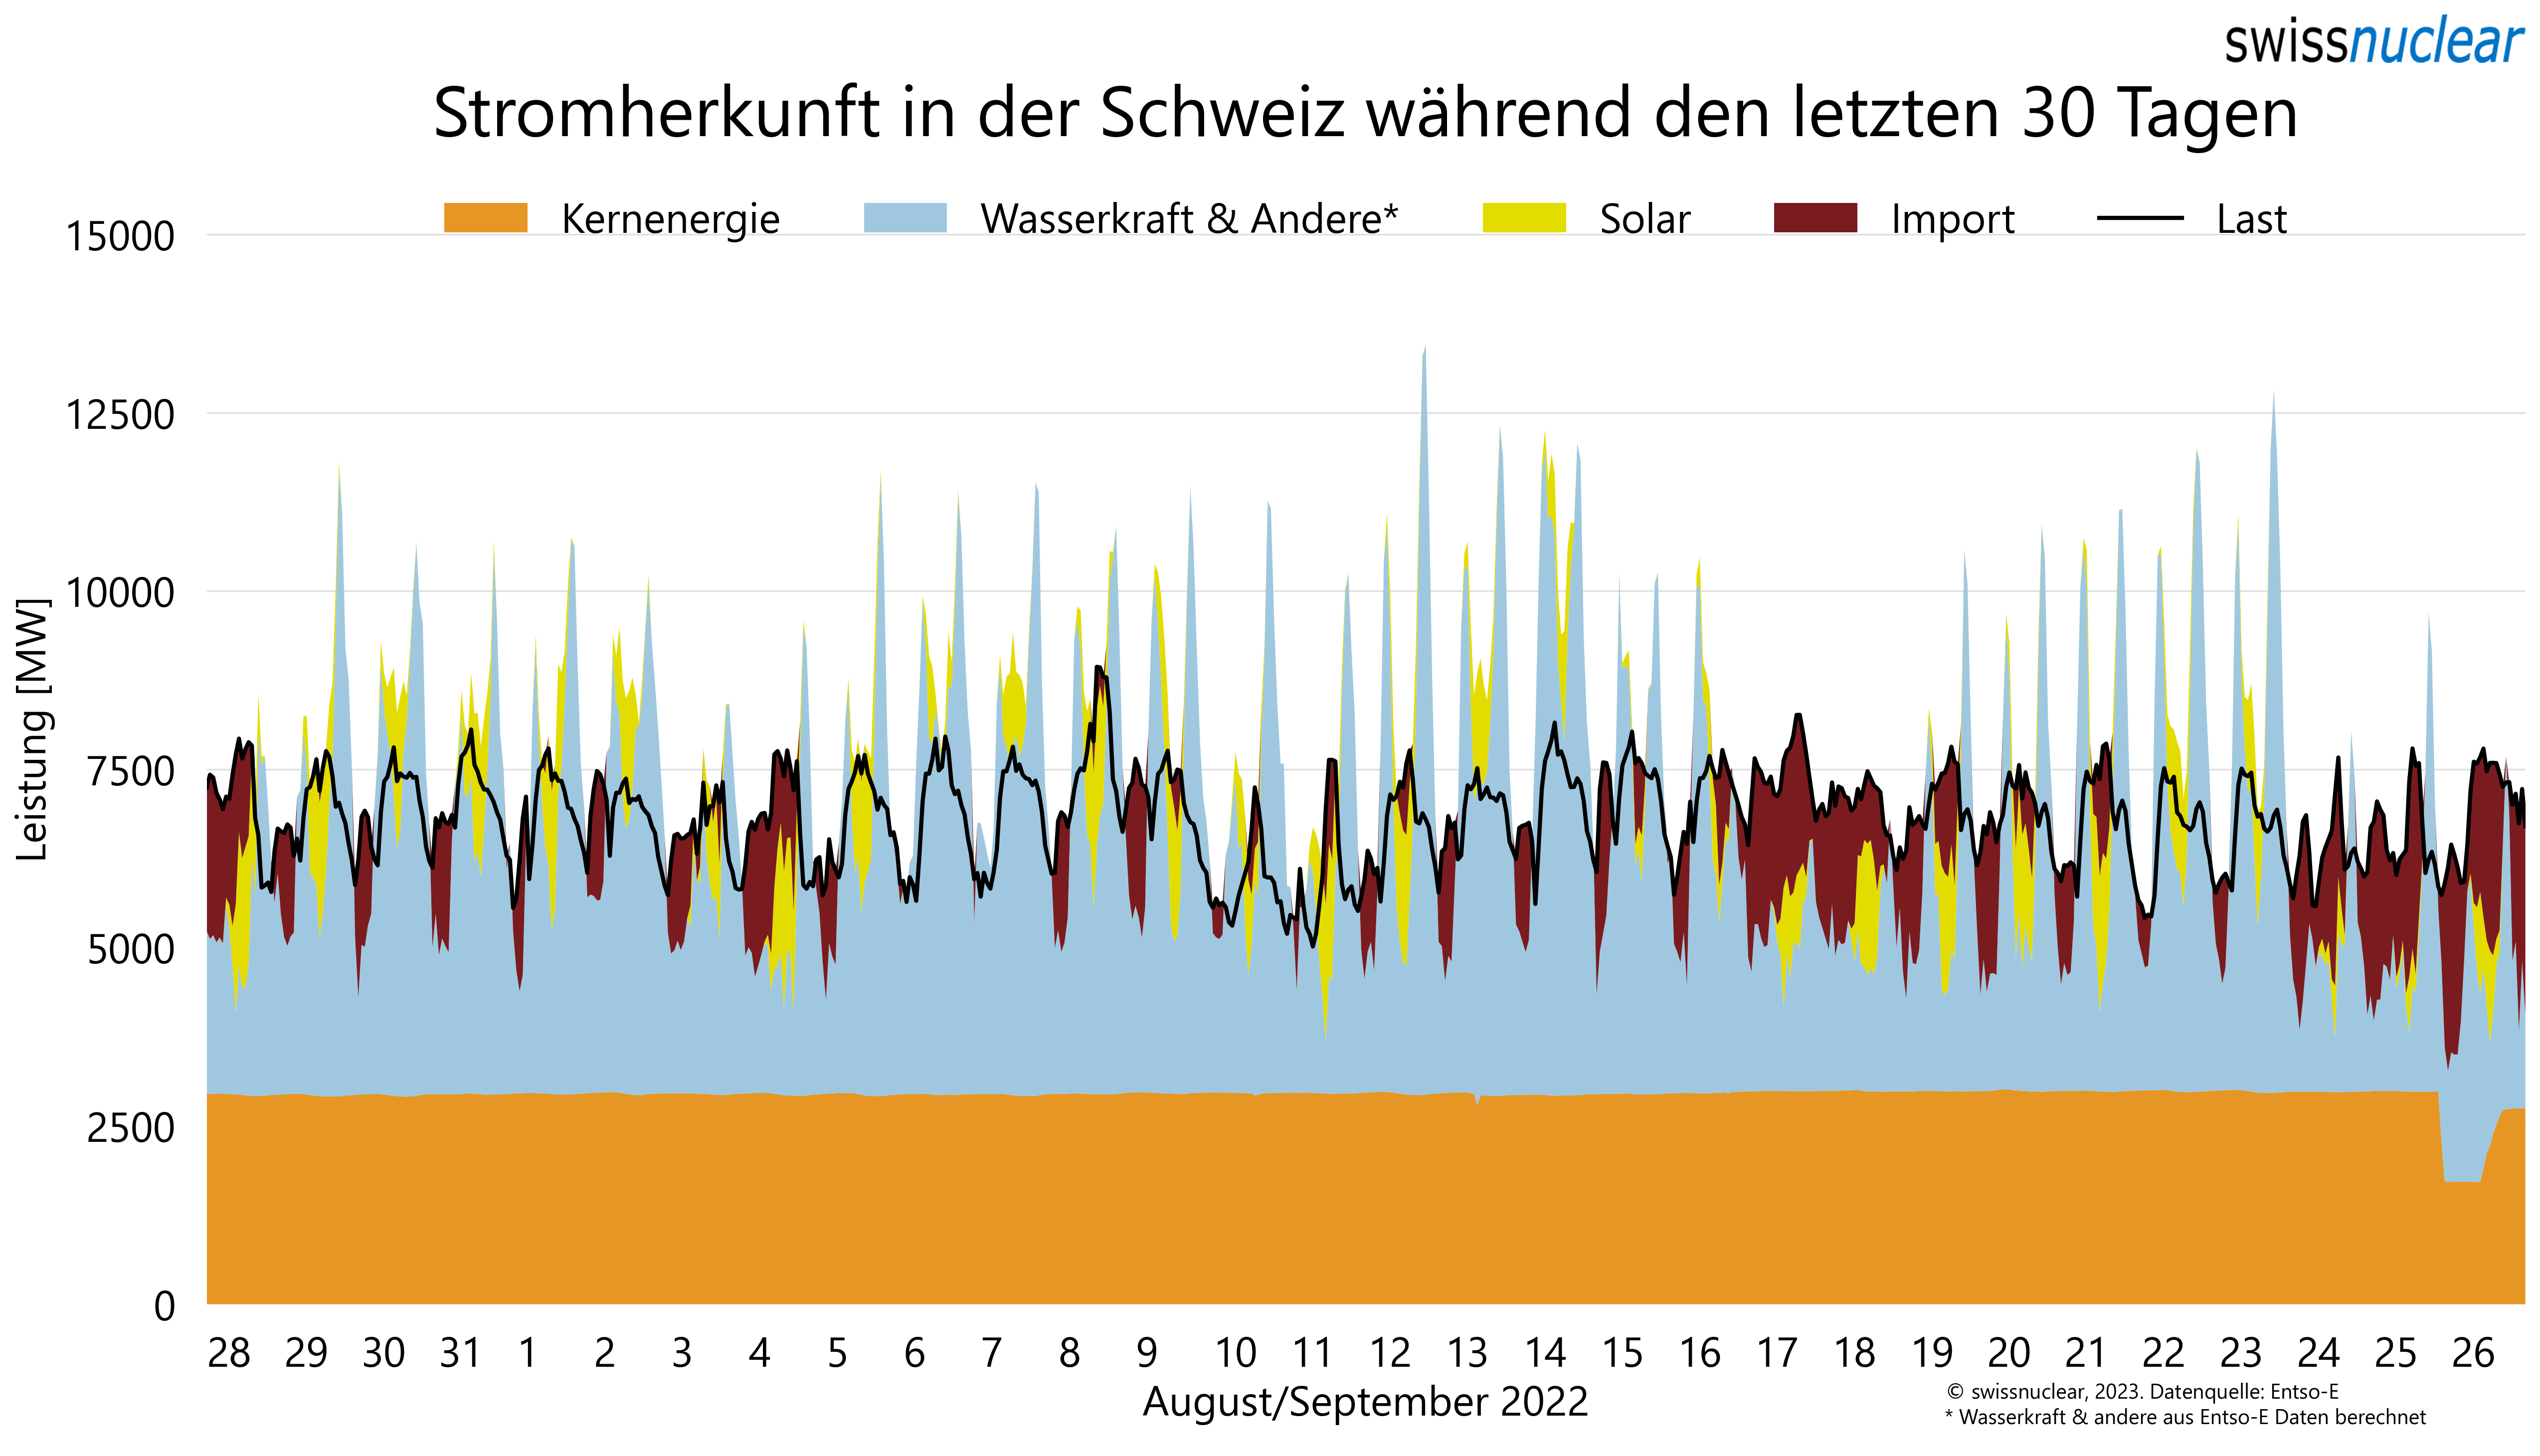 swissnuclear
Stromherkunft in der Schweiz während den letzten 30 Tagen
Kernenergie Wasserkraft & Andere* Solar Import Last
15000
12500
10000
7500
5000
2500
0
Leistung [MW]
28 29 30 31 1 2 3 4 5 6 7 8 9 10 11 12 13 14 15 16 17 18 19 20 21 22 23 24 25 26
August/September 2022
© swissnuclear, 2023. Datenquelle: Entso-E
* Wasserkraft & andere aus Entso-E Daten berechnet